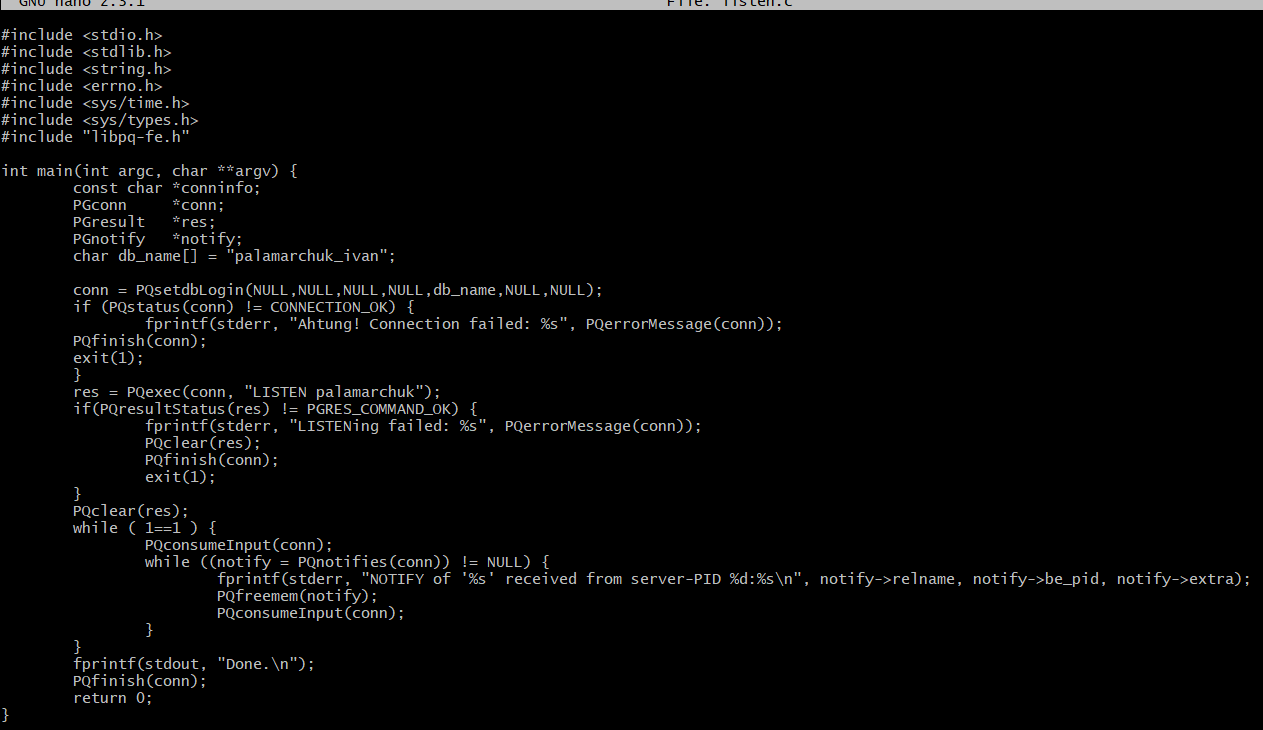 GNU nano 2.3.1 File: listen.c
#include <stdio.h>
#include <stdlib.h>
#include <string.h>
#include <errno.h>
#include <sys/time.h>
#include <sys/types.h>
#include "libpq-fe.h"
int main(int argc, char **argv) {
        const char *conninfo;
        PGconn     *conn;
        PGresult   *res;
        PGnotify   *notify;
        char db_name[] = "palamarchuk_ivan";
        conn = PQsetdbLogin(NULL,NULL,NULL,NULL,db_name,NULL,NULL);
        if (PQstatus(conn) != CONNECTION_OK) {
                fprintf(stderr, "Ahtung! Connection failed: %s", PQerrorMessage(conn));
        PQfinish(conn);
        exit(1);
        }
        res = PQexec(conn, "LISTEN palamarchuk");
        if(PQresultStatus(res) != PGRES_COMMAND_OK) {
                fprintf(stderr, "LISTENing failed: %s", PQerrorMessage(conn));
                PQclear(res);
                PQfinish(conn);
                exit(1);
        }
        PQclear(res);
        while ( 1==1 ) {
                PQconsumeInput(conn);
                while ((notify = PQnotifies(conn)) != NULL) {
                        fprintf(stderr, "NOTIFY of '%s' received from server-PID %d:%s\n", notify->relname, notify->be_pid, notify->extra);
                        PQfreemem(notify);
                        PQconsumeInput(conn);
                }
        }
        fprintf(stdout, "Done.\n");
        PQfinish(conn);
        return 0;
}